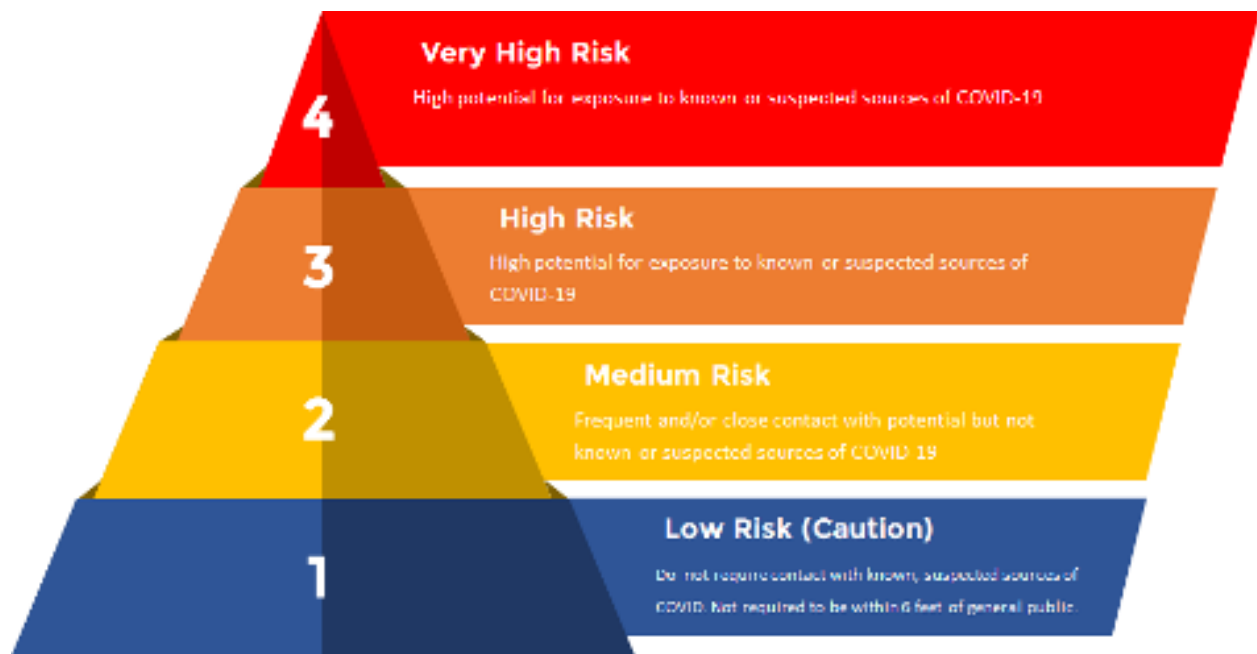 Very High Risk
High potential for exposure to known or suspected sources of COVID-19
4
High Risk
High potential for exposure to known or suspected sources of
COVID-19
3
Medium Risk
Frequent and/or close contact with potential but not
known or suspected sources of COVID-19
2
Low Risk (Caution)
Do not require contact with known, suspected sources of
COVID. Not required to be within 6 feet of general public.
1